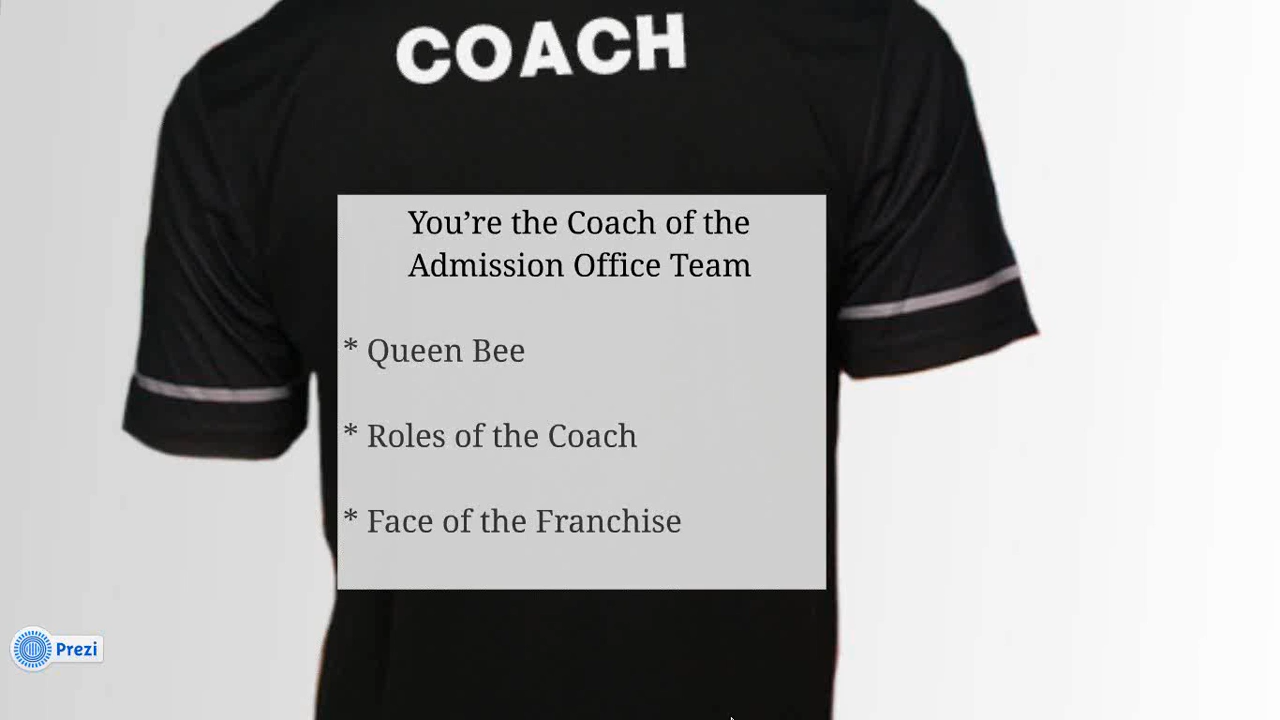 COACH
You’re the Coach of the
Admission Office Team
* Queen Bee
* Roles of the Coach
* Face of the Franchise
Prezi